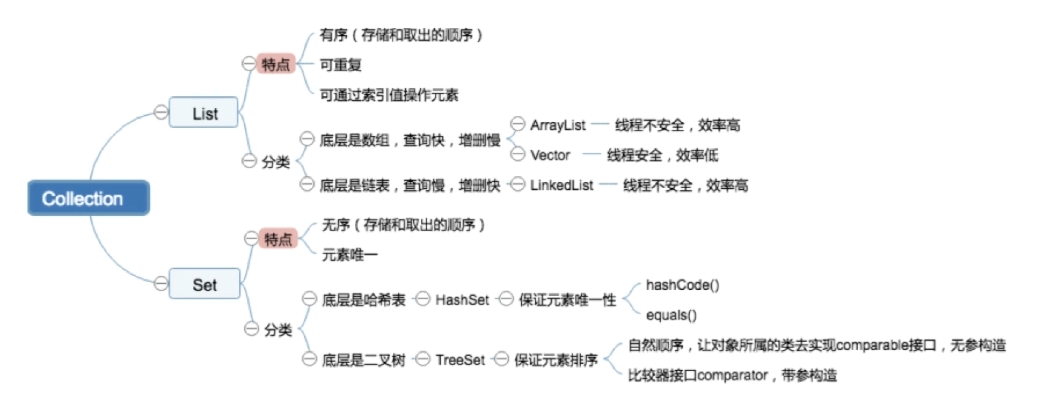 Collection
List
特点
有序（存储和取出的顺序）
可重复
可通过索引值操作元素
分类
底层是数组，查询快，增删慢
ArrayList
线程不安全，效率高
Vector
线程安全，效率低
底层是链表，查询慢，增删快
LinkedList
线程不安全，效率高
Set
特点
无序（存储和取出的顺序）
元素唯一
分类
底层是哈希表
HashSet
保证元素唯一性
hashCode()
equals()
底层是二叉树
TreeSet
保证元素排序
自然顺序，让对象所属的类去实现comparable接口，无参构造
比较器接口comparator，带参构造